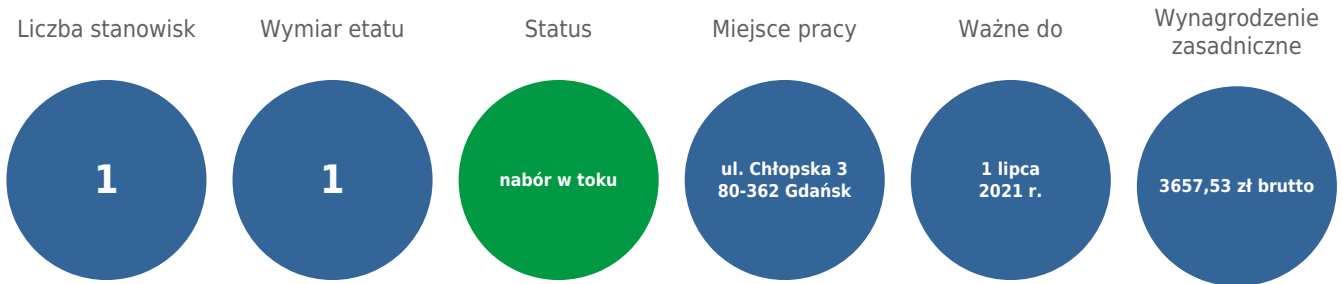 Liczba stanowisk
1
Wymiar etatu
1
Status
nabór w toku
Miejsce pracy
ul. Chłopska 3
80-362 Gdańsk
Ważne do
1 lipca
2021 r.
Wynagrodzenie
zasadniczne
3657,53 zł brutto